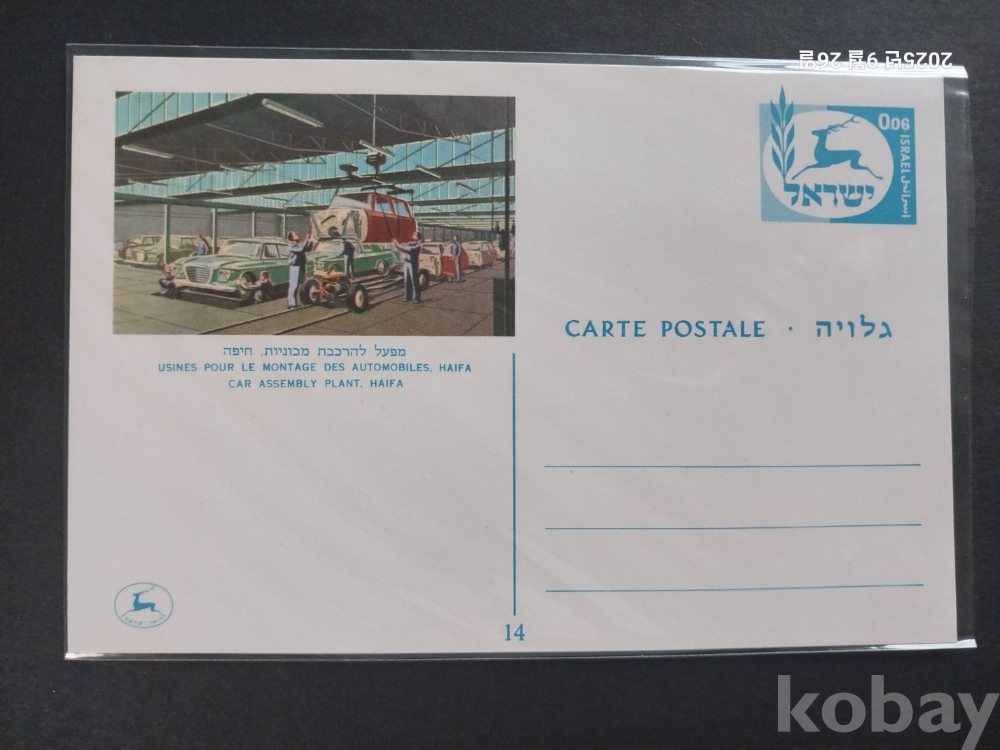 2025년 9월 26일
0.06
ISRAEL اسرائيل
ישראל
CARTE POSTALE · גלויה
מפעל להרכבת מכוניות, חיפה
USINES POUR LE MONTAGE DES AUTOMOBILES, HAIFA
CAR ASSEMBLY PLANT, HAIFA
14
kobay